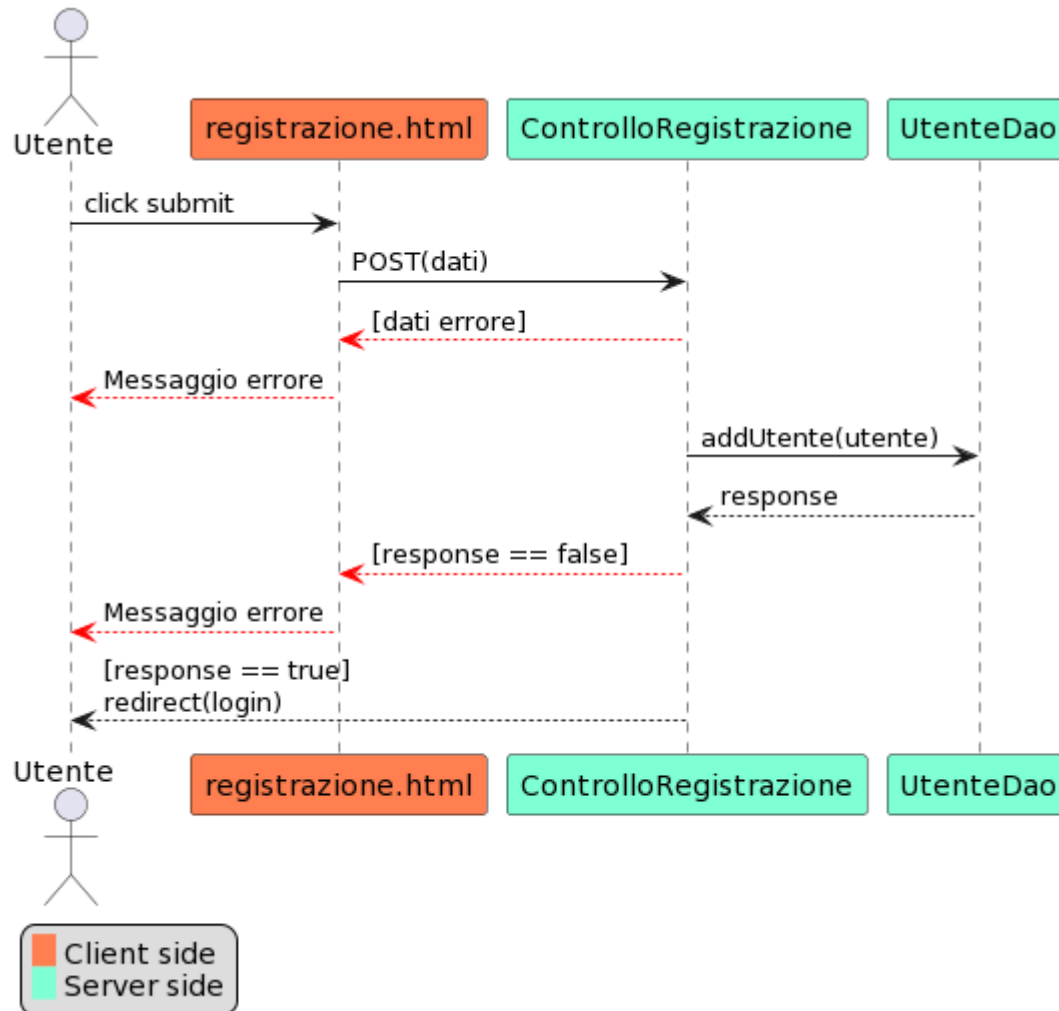 Utente
registrazione.html
ControlloRegistrazione
UtenteDao
click submit
POST(dati)
[dati errore]
Messaggio errore
addUtente(utente)
response
[response == false]
Messaggio errore
[response == true]
redirect(login)
Utente
registrazione.html
ControlloRegistrazione
UtenteDao
Client side
Server side